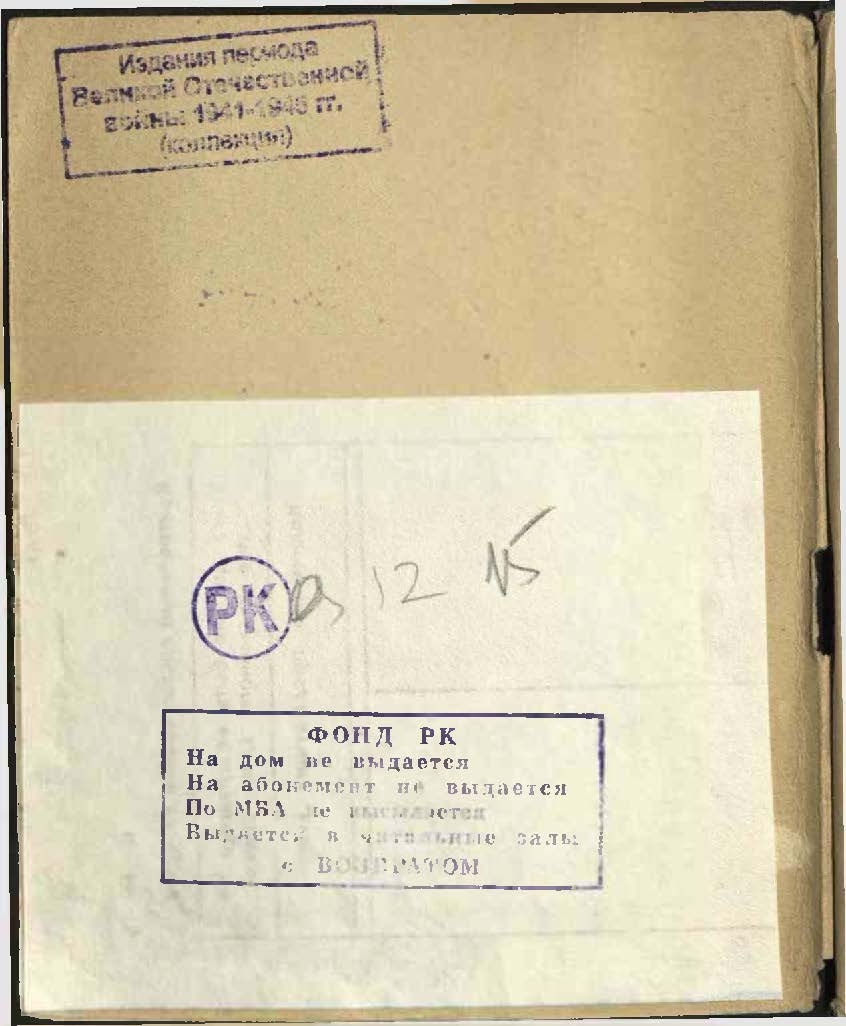 Издания периода
Великой Отечественной
войны 1941-1945 гг.
(коллекция)
РК 12
ФОНД РК
На дом не выдается
На абонемент не выдается
По МБА не высылается
Выдается в читальные залы
с ВОЗВРАТОМ